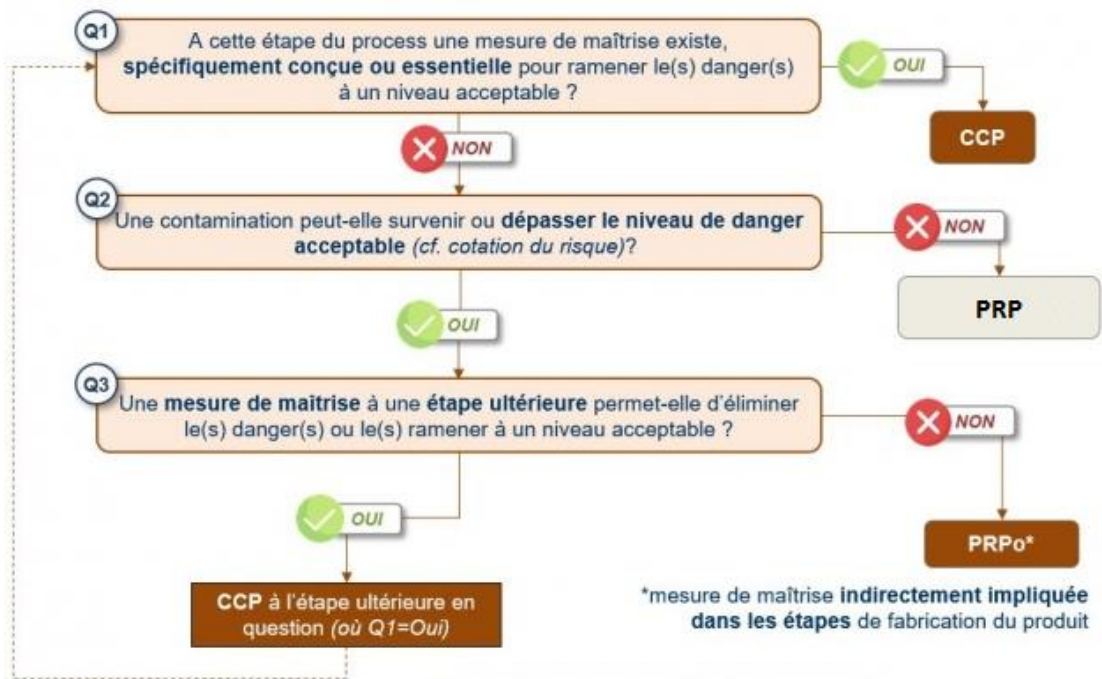 Q1
A cette étape du process une mesure de maîtrise existe,
spécifiquement conçue ou essentielle pour ramener le(s) danger(s)
à un niveau acceptable ?
OUI
CCP
NON
Q2
Une contamination peut-elle survenir ou dépasser le niveau de danger
acceptable (cf. cotation du risque)?
NON
PRP
OUI
Q3
Une mesure de maîtrise à une étape ultérieure permet-elle d'éliminer
le(s) danger(s) ou le(s) ramener à un niveau acceptable ?
NON
OUI
PRPo*
CCP à l'étape ultérieure en
question (où Q1=Oui)
*mesure de maîtrise indirectement impliquée
dans les étapes de fabrication du produit